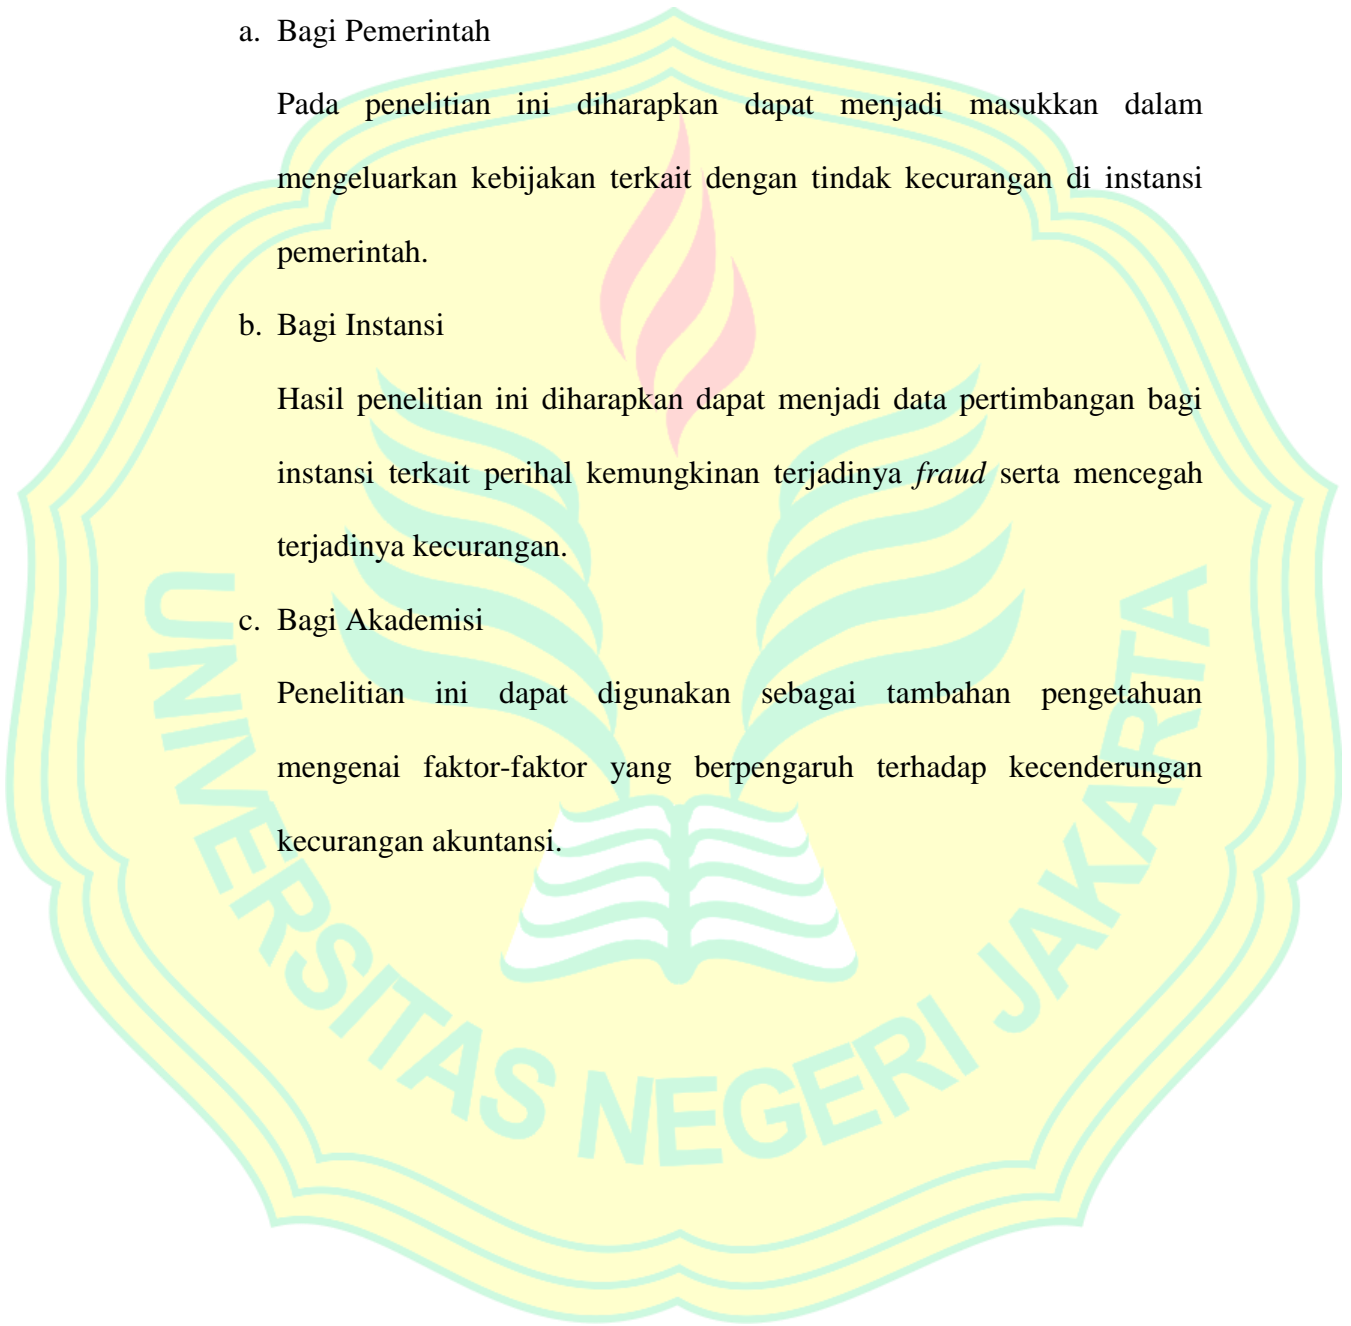 a. Bagi Pemerintah
Pada penelitian ini diharapkan dapat menjadi masukkan dalam
mengeluarkan kebijakan terkait dengan tindak kecurangan di instansi
pemerintah.
b. Bagi Instansi
Hasil penelitian ini diharapkan dapat menjadi data pertimbangan bagi
instansi terkait perihal kemungkinan terjadinya fraud serta mencegah
terjadinya kecurangan.
c. Bagi Akademisi
Penelitian ini dapat digunakan sebagai tambahan pengetahuan
mengenai faktor-faktor yang berpengaruh terhadap kecenderungan
kecurangan akuntansi.
UNIVERSITAS NEGERI JAKARTA